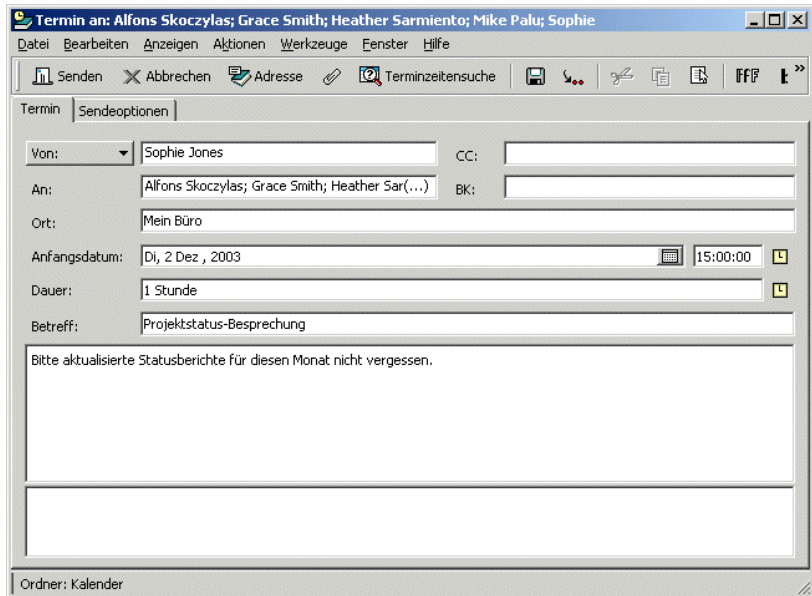 Termin an: Alfons Skoczylas; Grace Smith; Heather Sarmiento; Mike Palu; Sophie
Datei Bearbeiten Anzeigen Aktionen Werkzeuge Fenster Hilfe
Senden Abbrechen Adresse Terminzeitensuche »
Termin Sendeoptionen
Von: Sophie Jones CC:
An: Alfons Skoczylas; Grace Smith; Heather Sar(...) BK:
Ort: Mein Büro
Anfangsdatum: Di, 2 Dez , 2003 15:00:00
Dauer: 1 Stunde
Betreff: Projektstatus-Besprechung
Bitte aktualisierte Statusberichte für diesen Monat nicht vergessen.
Ordner: Kalender